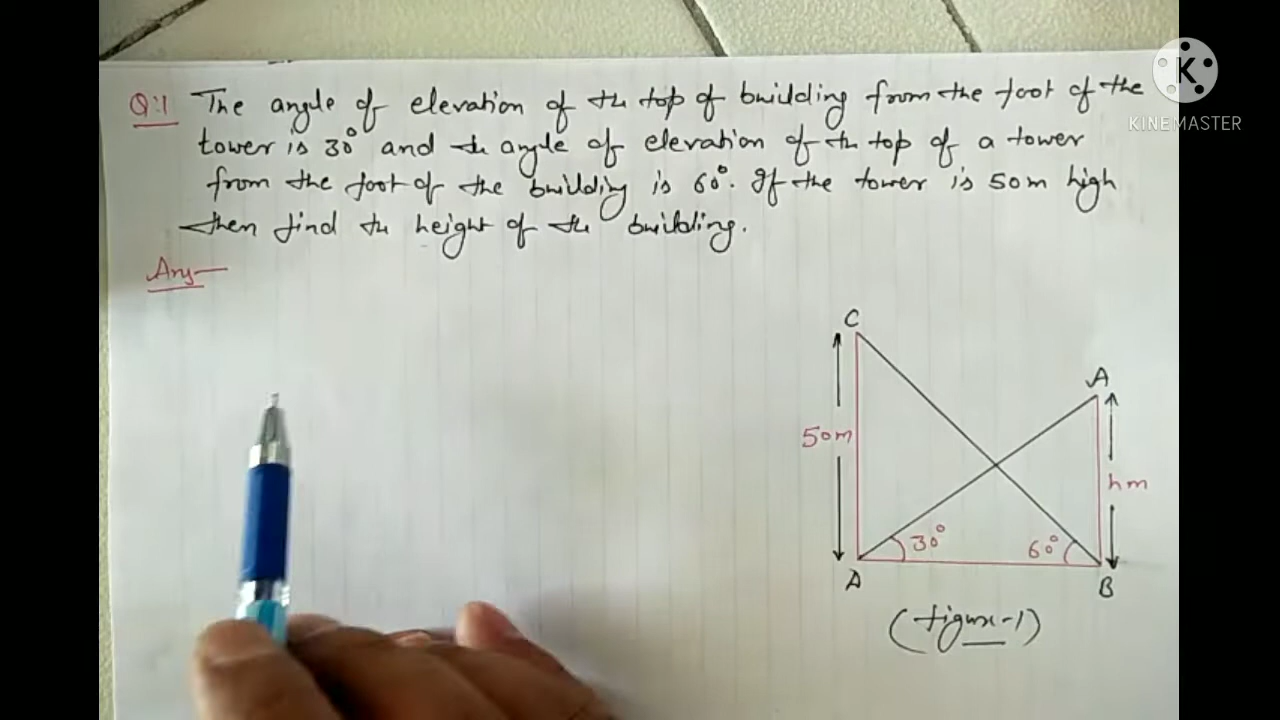 Q:1 The angle of elevation of the top of building from the foot of the
tower is 30° and the angle of elevation of the top of a tower
from the foot of the building is 60°. If the tower is 50m high
then find the height of the building.
Ans
C
A
50m
hm
30°
60°
D
B
(figure-1)
K
KINEMASTER